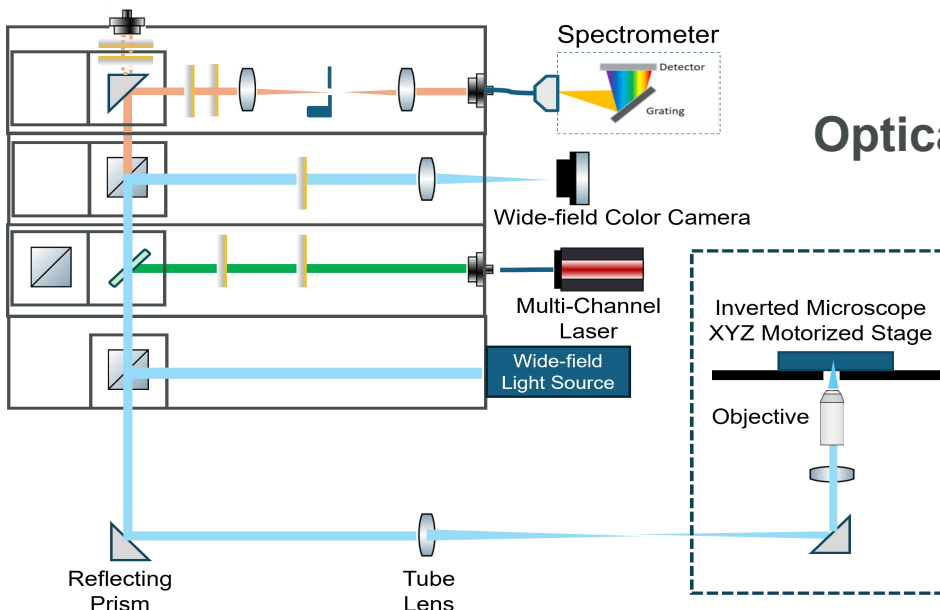 Spectrometer
Detector
Grating
Wide-field Color Camera
Multi-Channel
Laser
Wide-field
Light Source
Inverted Microscope
XYZ Motorized Stage
Objective
Reflecting
Prism
Tube
Lens